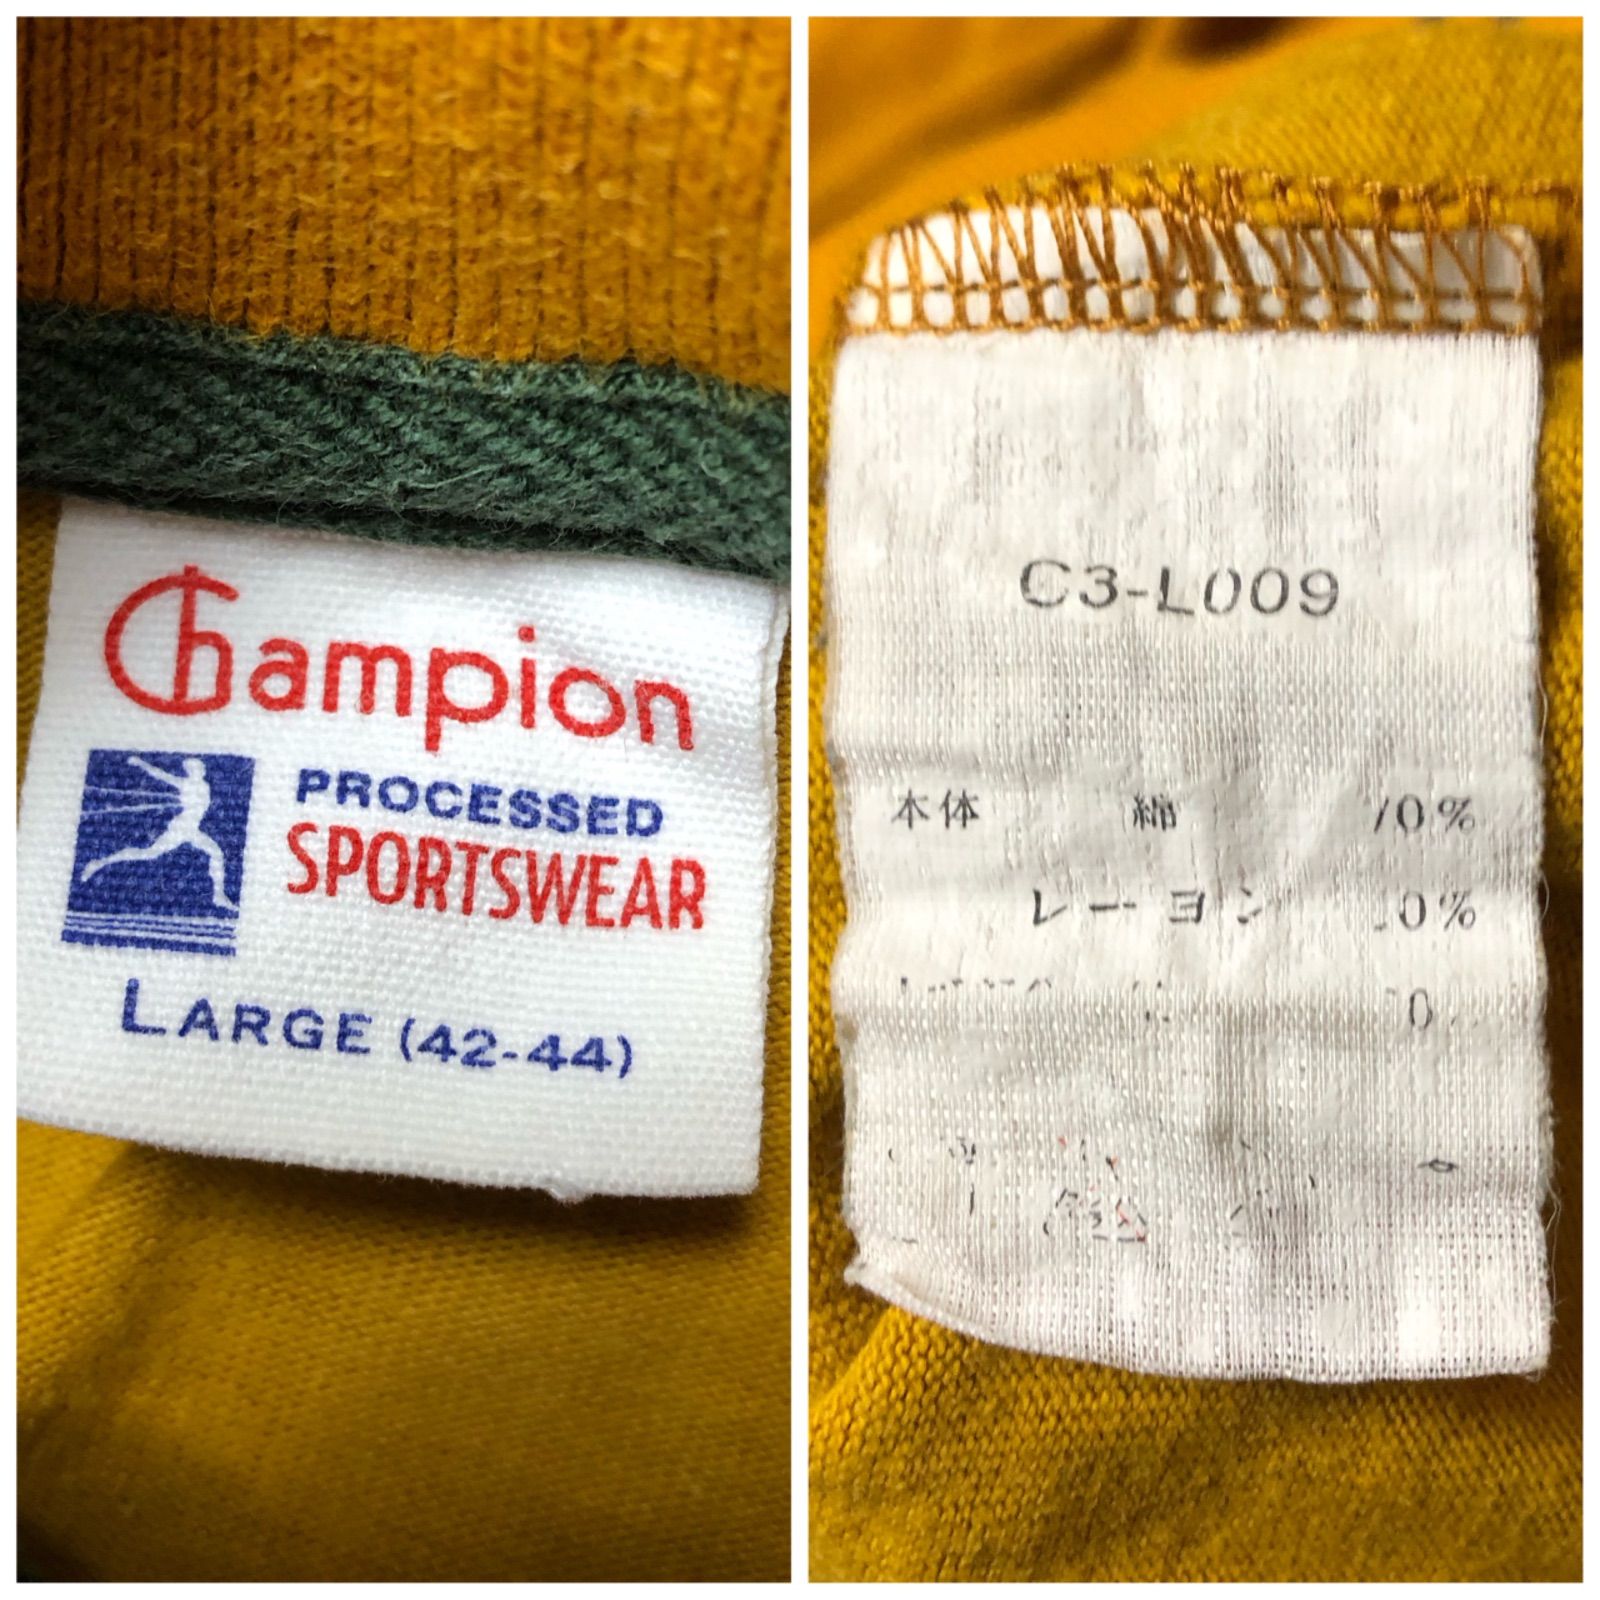 Champion
PROCESSED
SPORTSWEAR
LARGE (42-44)
C3-L009
本体 綿
レーヨン